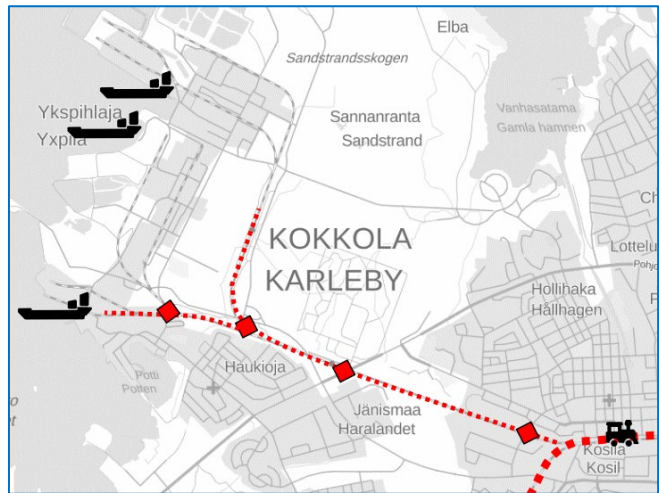 Elba
Sandstrandsskogen
Ykspihlaja
Yxpila
Sannanranta
Sandstrand
Vanhasatama
Gamla hamnen
KOKKOLA
KARLEBY
Hollihaka
Hållhagen
Potti
Potten
Haukioja
Jänismaa
Haralandet
Kosila
Kosil